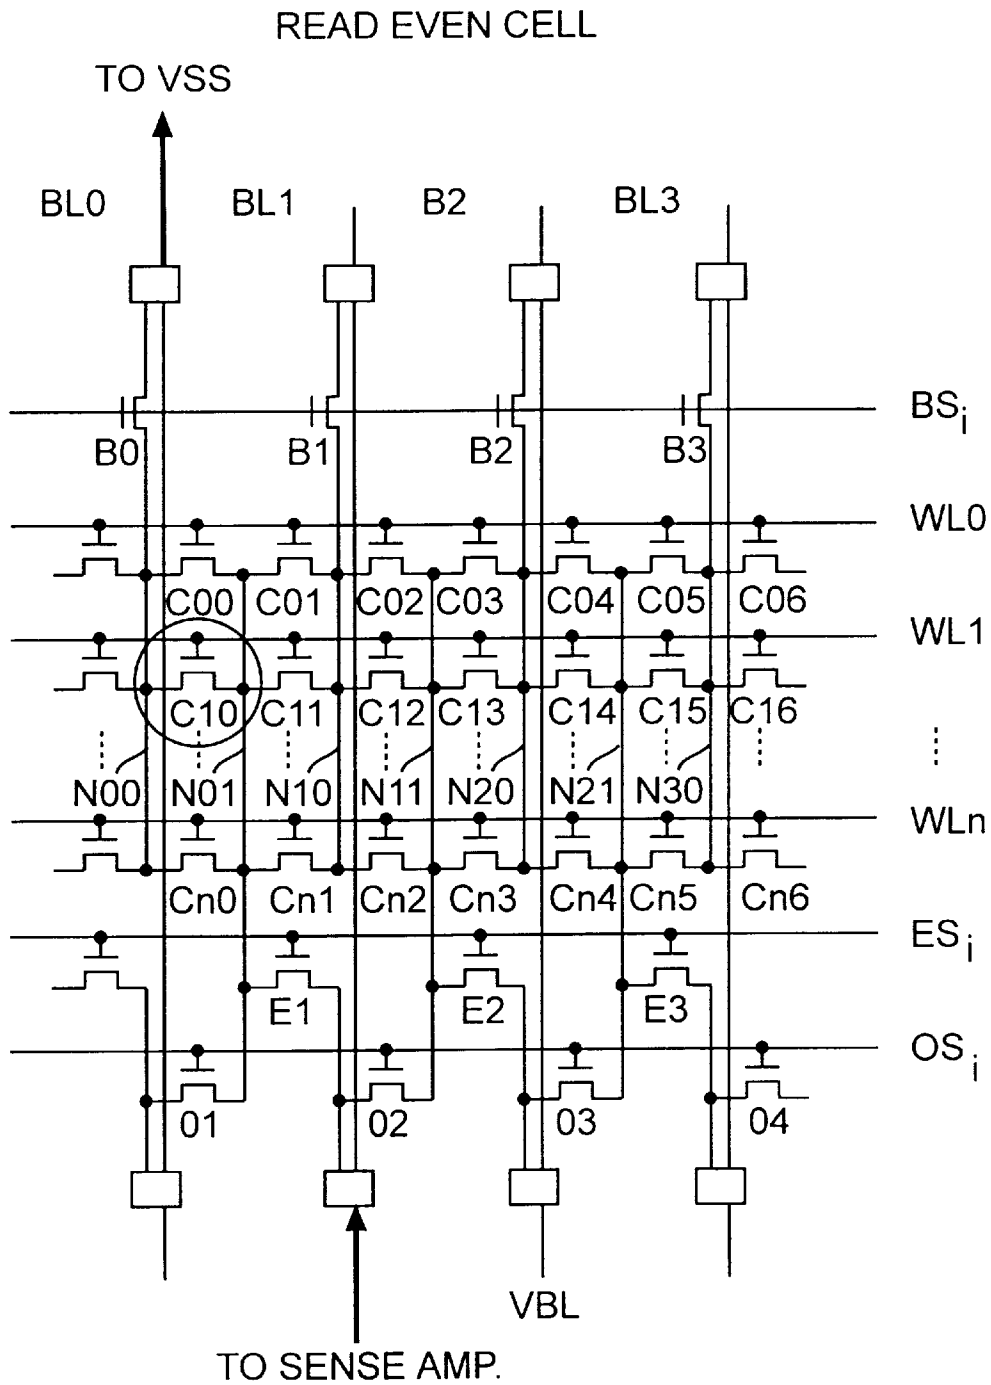 READ EVEN CELL
TO VSS
BL0 BL1 B2 BL3
BSi
B0 B1 B2 B3
WL0
C00 C01 C02 C03 C04 C05 C06
WL1
C10 C11 C12 C13 C14 C15 C16
N00 N01 N10 N11 N20 N21 N30
WLn
Cn0 Cn1 Cn2 Cn3 Cn4 Cn5 Cn6
ESi
E1 E2 E3
OSi
01 02 03 04
VBL
TO SENSE AMP.